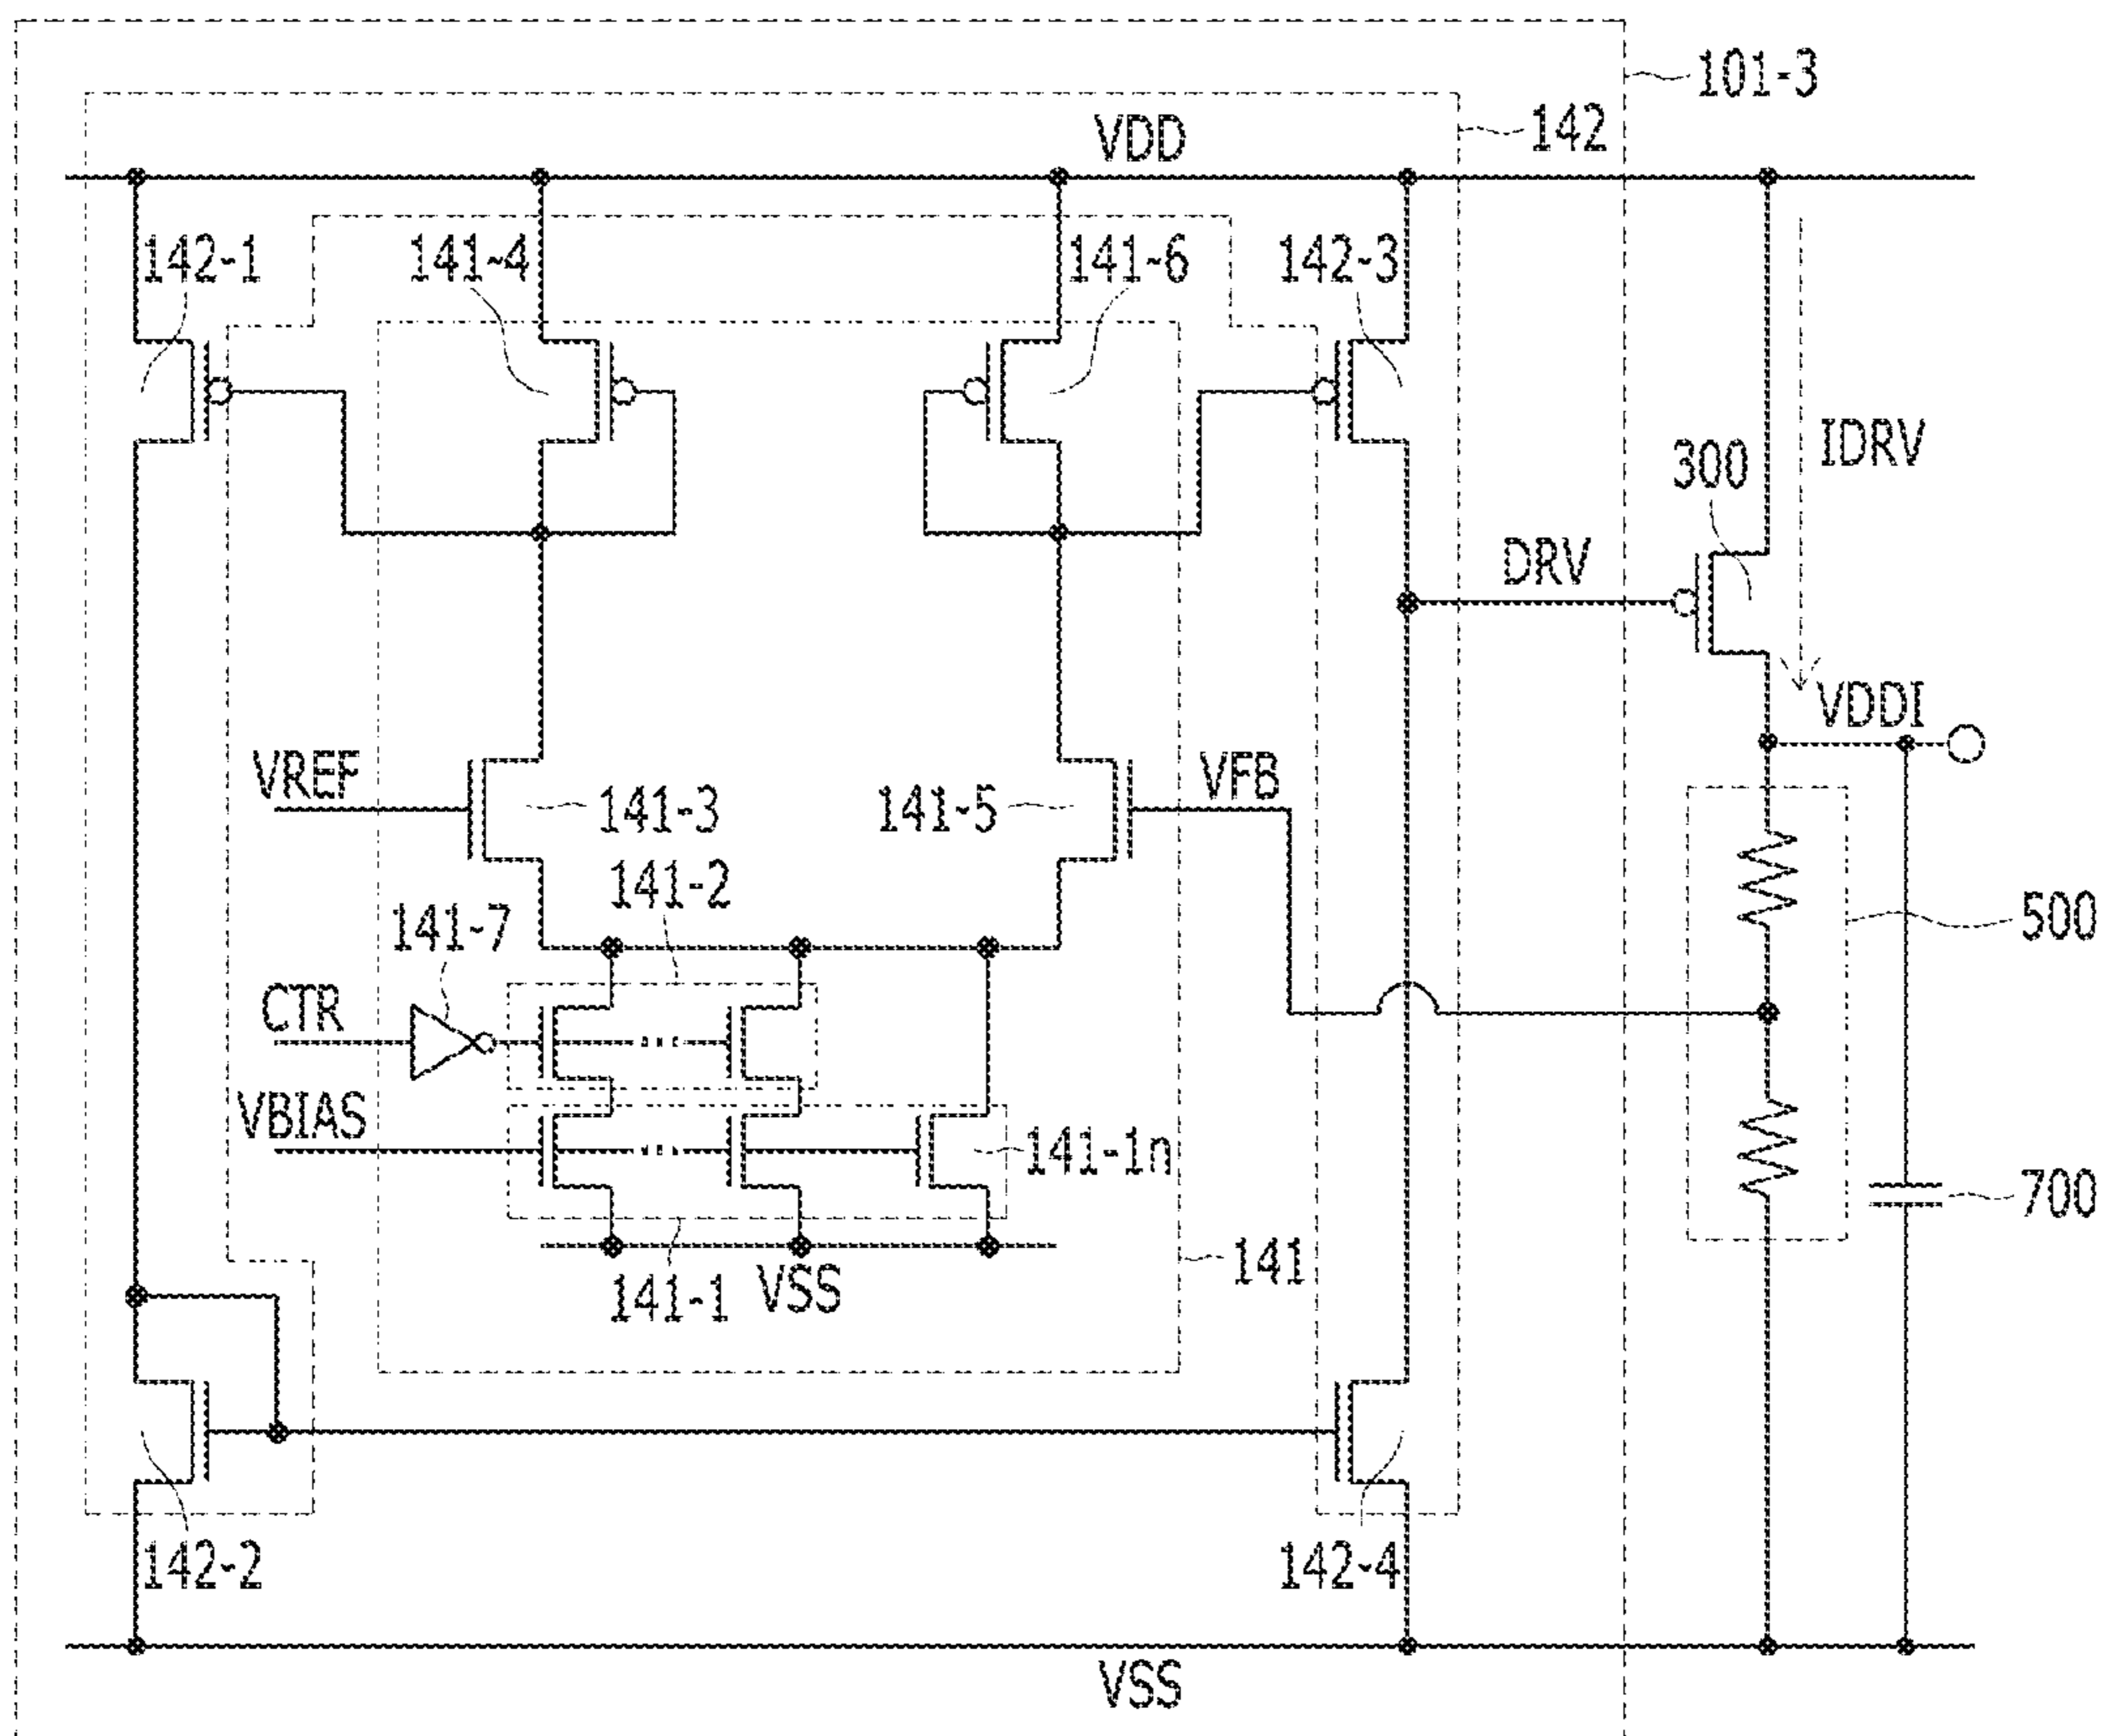 101-3
142
VDD
142-1
141-4
141-6
142-3
IDRV
300
DRV
VDDI
VREF
141-3
141-5
VFB
141-2
141-7
500
CTR
VBIAS
141-1n
700
141
141-1
VSS
142-2
142-4
VSS